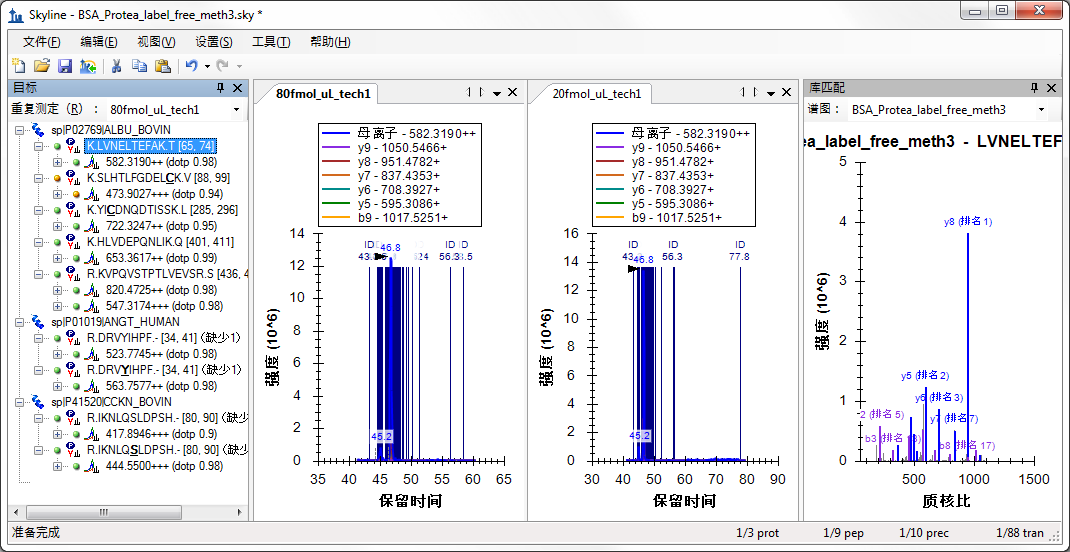 Skyline - BSA_Protea_label_free_meth3.sky *
文件(F) 编辑(E) 视图(V) 设置(S) 工具(T) 帮助(H)
目标
重复测定 (R) : 80fmol_uL_tech1
sp|P02769|ALBU_BOVIN
K.LVNELTEFAK.T [65, 74]
582.3190++ (dotp 0.98)
K.SLHTLFGDELCK.V [88, 99]
473.9027+++ (dotp 0.94)
K.YICDNQDTISSK.L [285, 296]
722.3247++ (dotp 0.95)
K.HLVDEPQNLIK.Q [401, 411]
653.3617++ (dotp 0.99)
R.KVPQVSTPTLVEVSR.S [436, 4
820.4725++ (dotp 0.98)
547.3174+++ (dotp 0.98)
sp|P01019|ANGT_HUMAN
R.DRVYIHPF.- [34, 41] (缺少1)
523.7745++ (dotp 0.98)
R.DRVYIHPF.- [34, 41] (缺少1)
563.7577++ (dotp 0.98)
sp|P41520|CCKN_BOVIN
R.IKNLQSLDPSH.- [80, 90] (缺少
417.8946+++ (dotp 0.9)
R.IKNLQSLDPSH.- [80, 90] (缺少
444.5500+++ (dotp 0.98)
80fmol_uL_tech1
母离子 - 582.3190++
y9 - 1050.5466+
y8 - 951.4782+
y7 - 837.4353+
y6 - 708.3927+
y5 - 595.3086+
b9 - 1017.5251+
强度 (10^6)
14
12
10
8
6
4
2
0
ID
46.8
ID ID
45.2
35 40 45 50 55 60 65
保留时间
20fmol_uL_tech1
母离子 - 582.3190++
y9 - 1050.5466+
y8 - 951.4782+
y7 - 837.4353+
y6 - 708.3927+
y5 - 595.3086+
b9 - 1017.5251+
强度 (10^6)
16
14
12
10
8
6
4
2
0
ID ID ID
46.8 56.3 77.8
45.2
30 40 50 60 70 80 90
保留时间
库匹配
谱图: BSA_Protea_label_free_meth3
ea_label_free_meth3 - LVNELTEF
强度 (10^6)
5
4
3
2
1
0
y8 (排名 1)
y5 (排名 2)
y6 (排名 3)
2 (排名 5)
y7 (排名 7)
b8 (排名 17)
500 1000 1500
质核比
准备完成 1/3 prot 1/9 pep 1/10 prec 1/88 tran